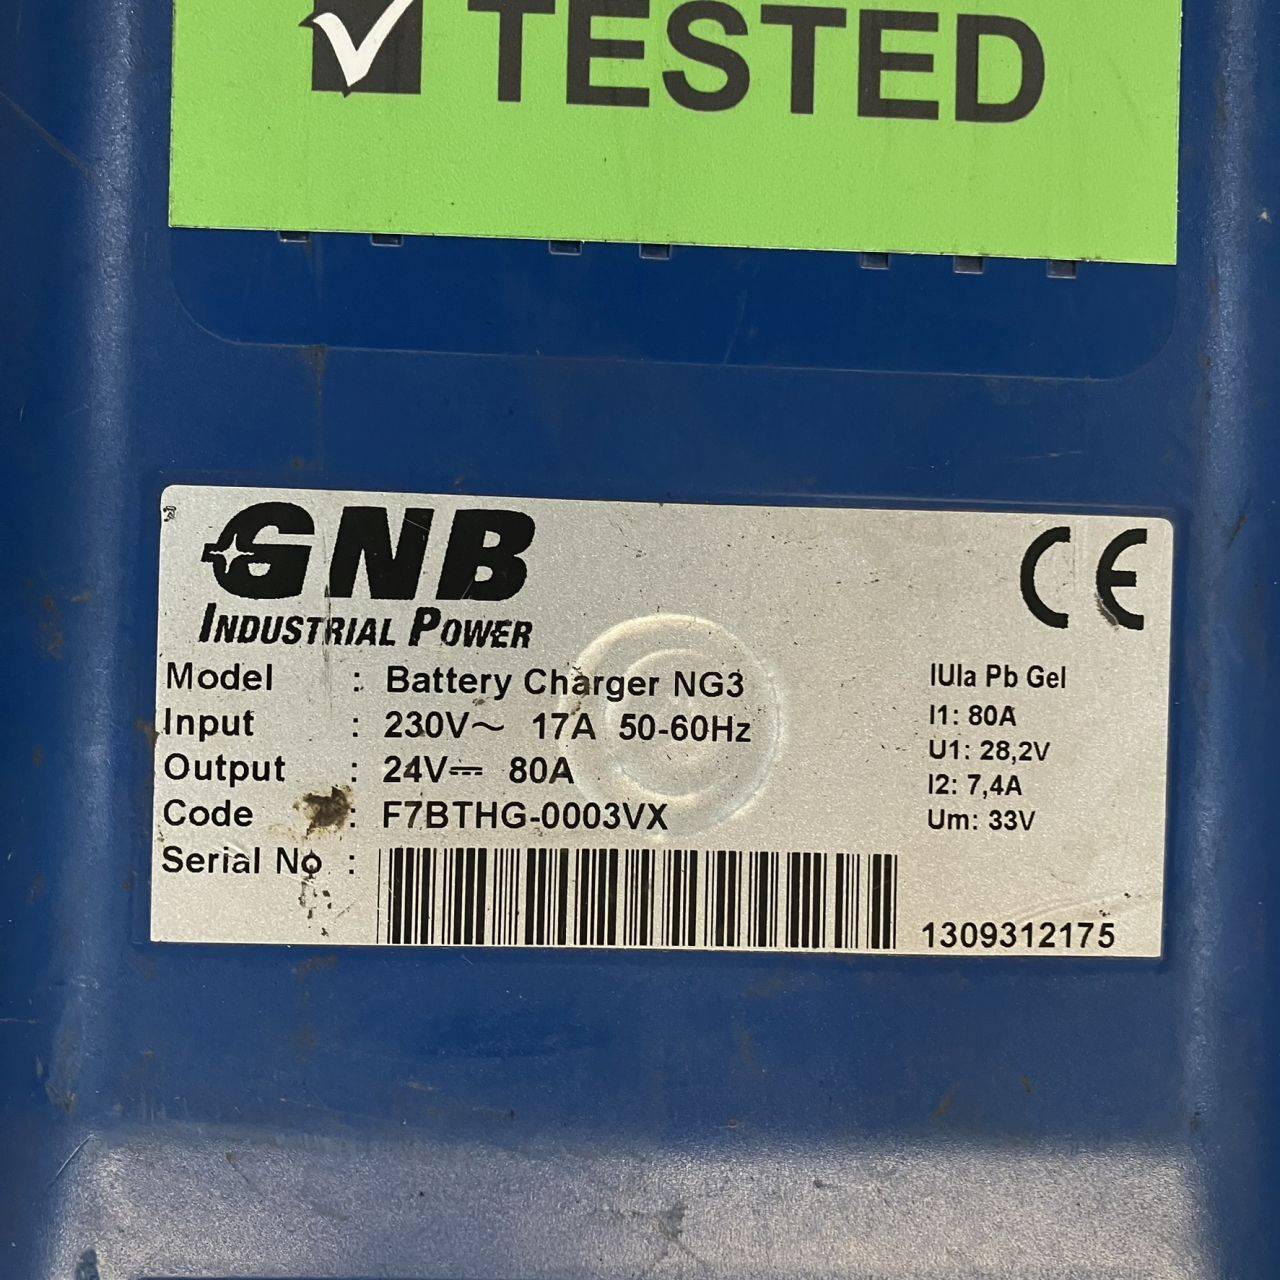 TESTED
GNB
INDUSTRIAL POWER
CE
Model : Battery Charger NG3
Input : 230V~ 17A 50-60Hz
Output : 24V⎓ 80A
Code : F7BTHG-0003VX
Serial No :
IUIa Pb Gel
I1: 80A
U1: 28,2V
I2: 7,4A
Um: 33V
1309312175